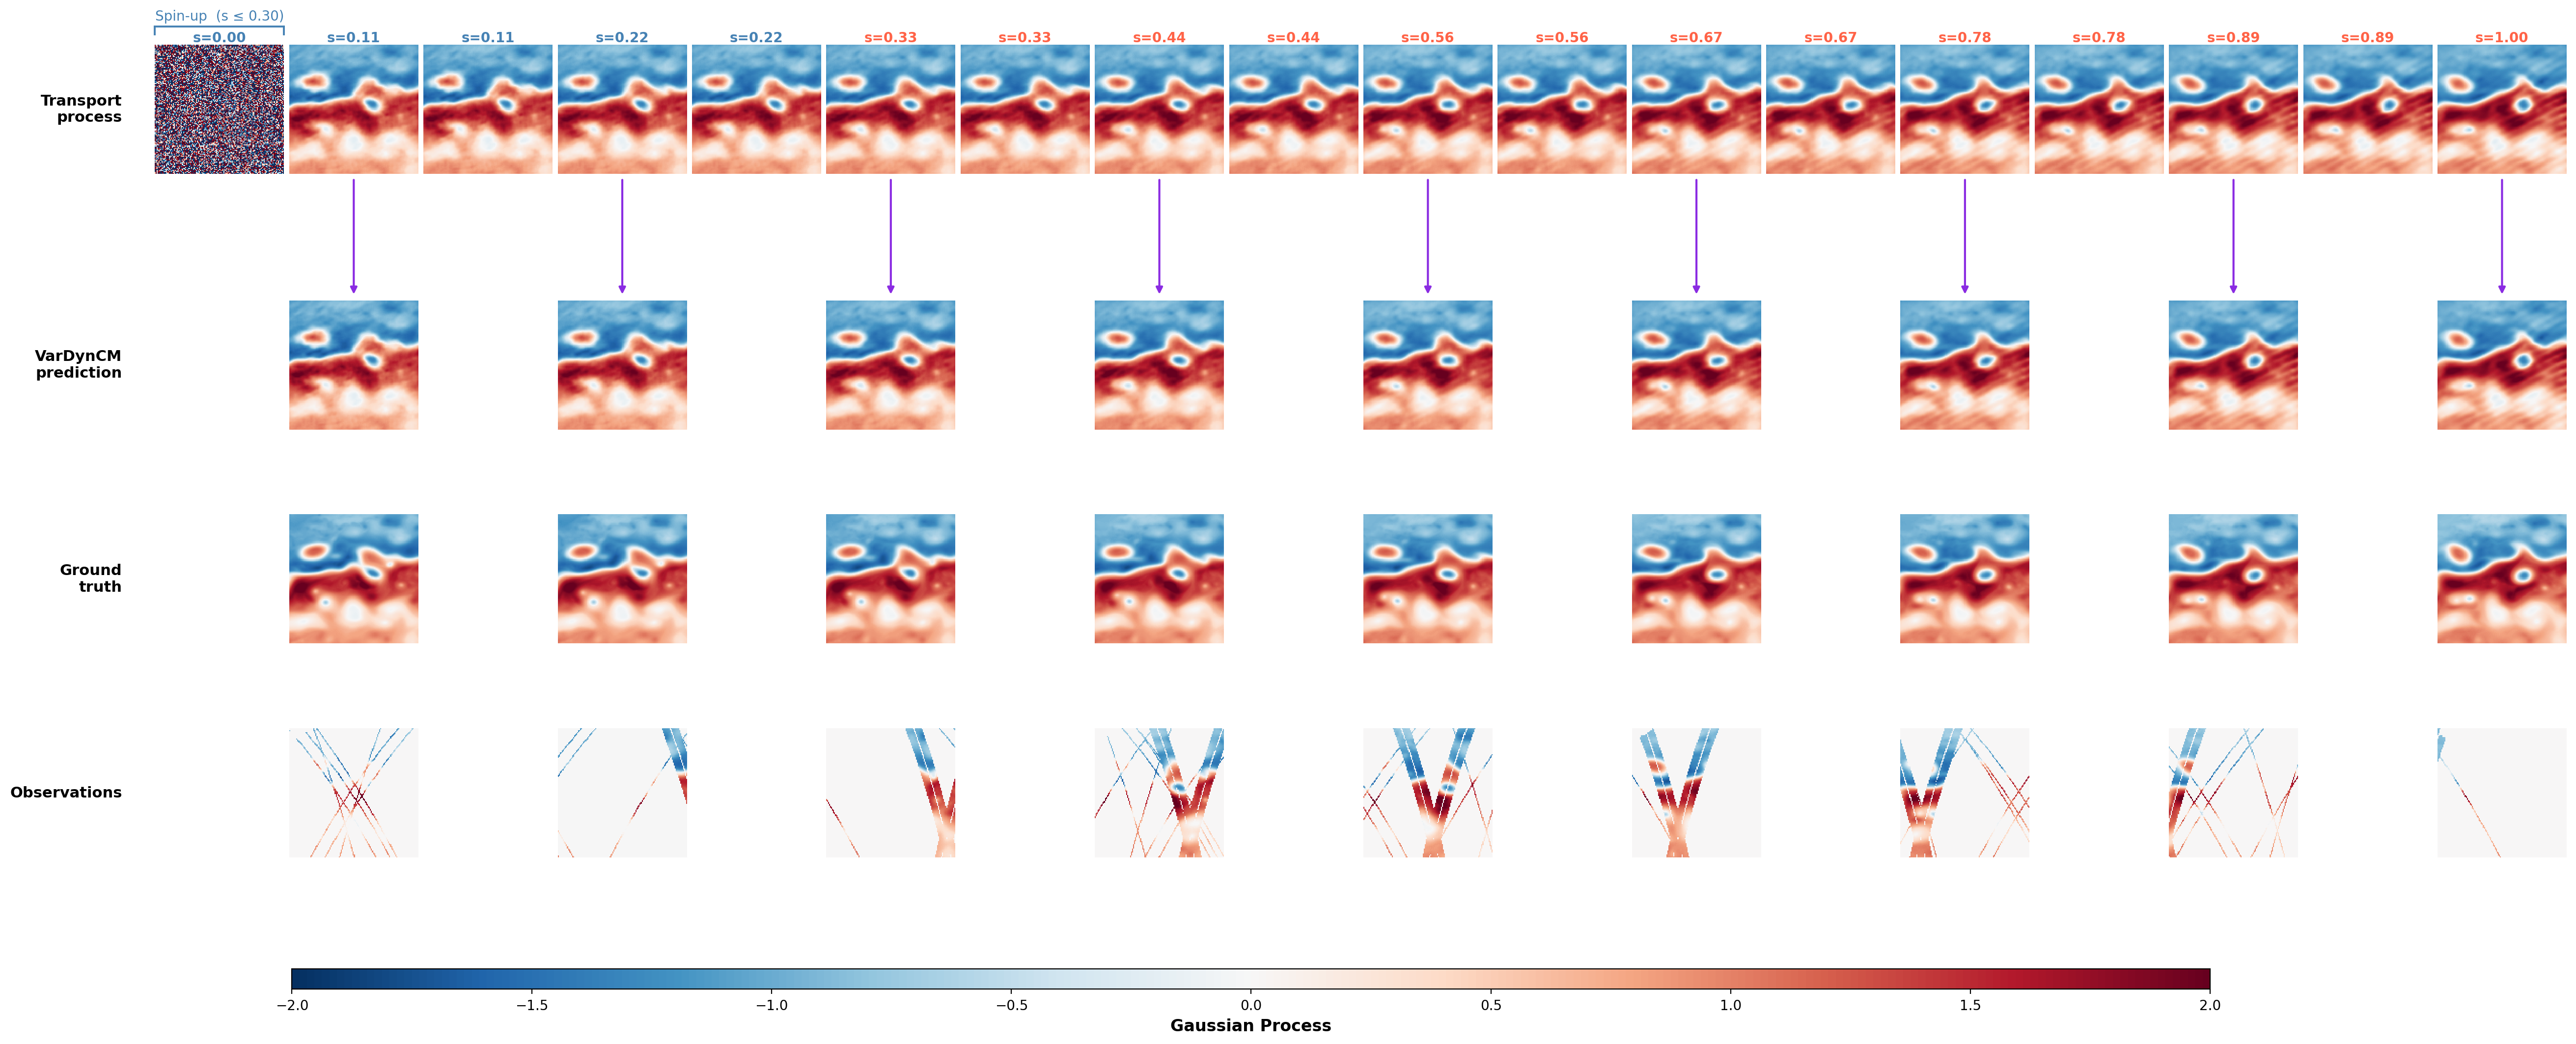 Spin-up (s ≤ 0.30)
s=0.00 s=0.11 s=0.11 s=0.22 s=0.22 s=0.33 s=0.33 s=0.44 s=0.44 s=0.56 s=0.56 s=0.67 s=0.67 s=0.78 s=0.78 s=0.89 s=0.89 s=1.00
Transport
process
VarDynCM
prediction
Ground
truth
Observations
−2.0 −1.5 −1.0 −0.5 0.0 0.5 1.0 1.5 2.0
Gaussian Process